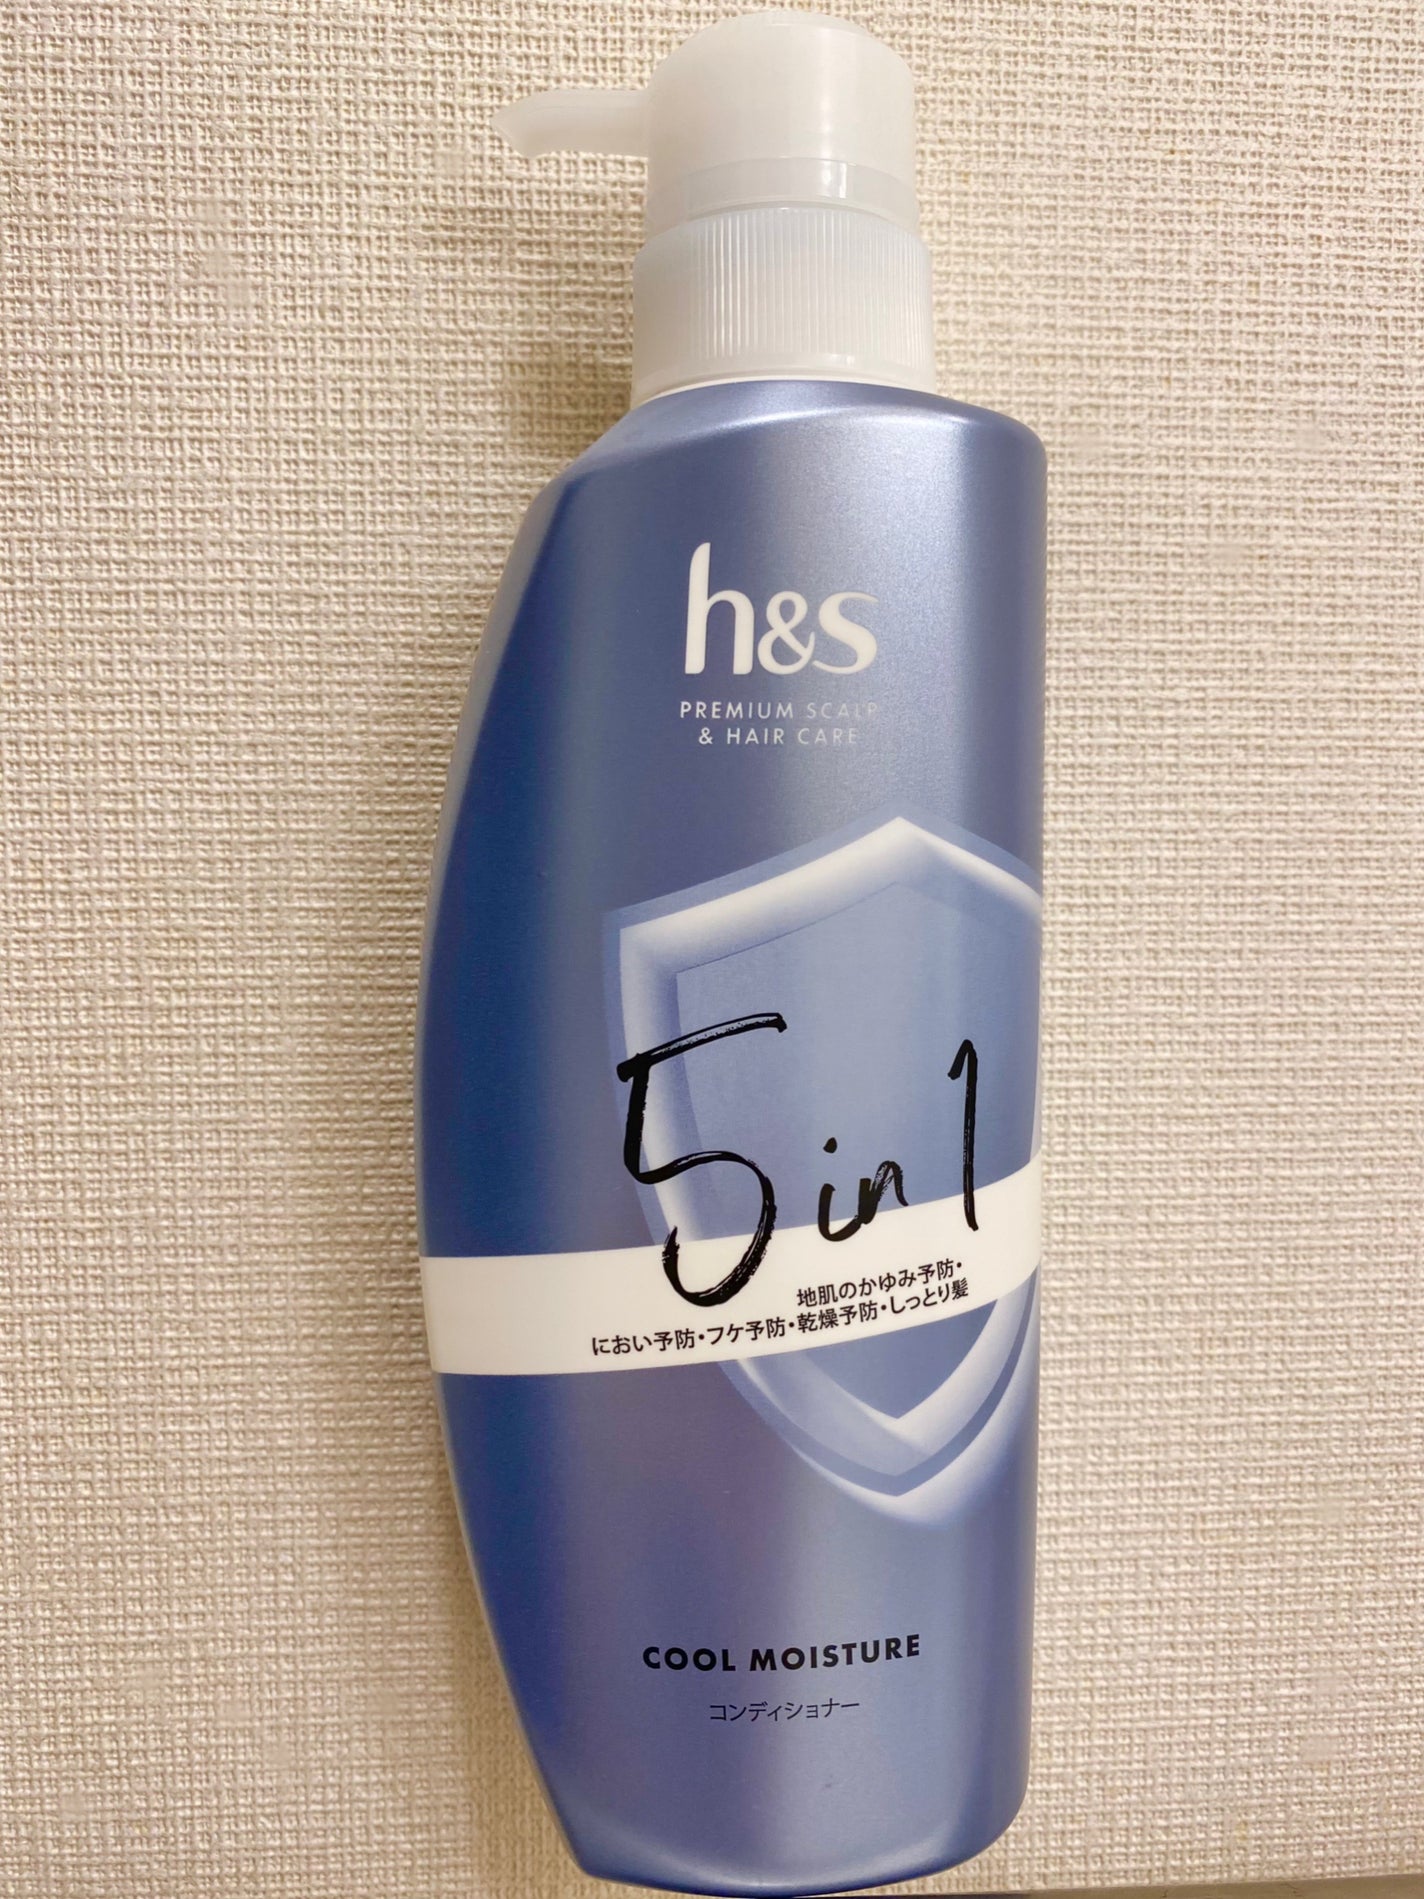 h&s
PREMIUM SCALP
& HAIR CARE
5 in 1
地肌のかゆみ予防・
におい予防・フケ予防・乾燥予防・しっとり髪
COOL MOISTURE
コンディショナー